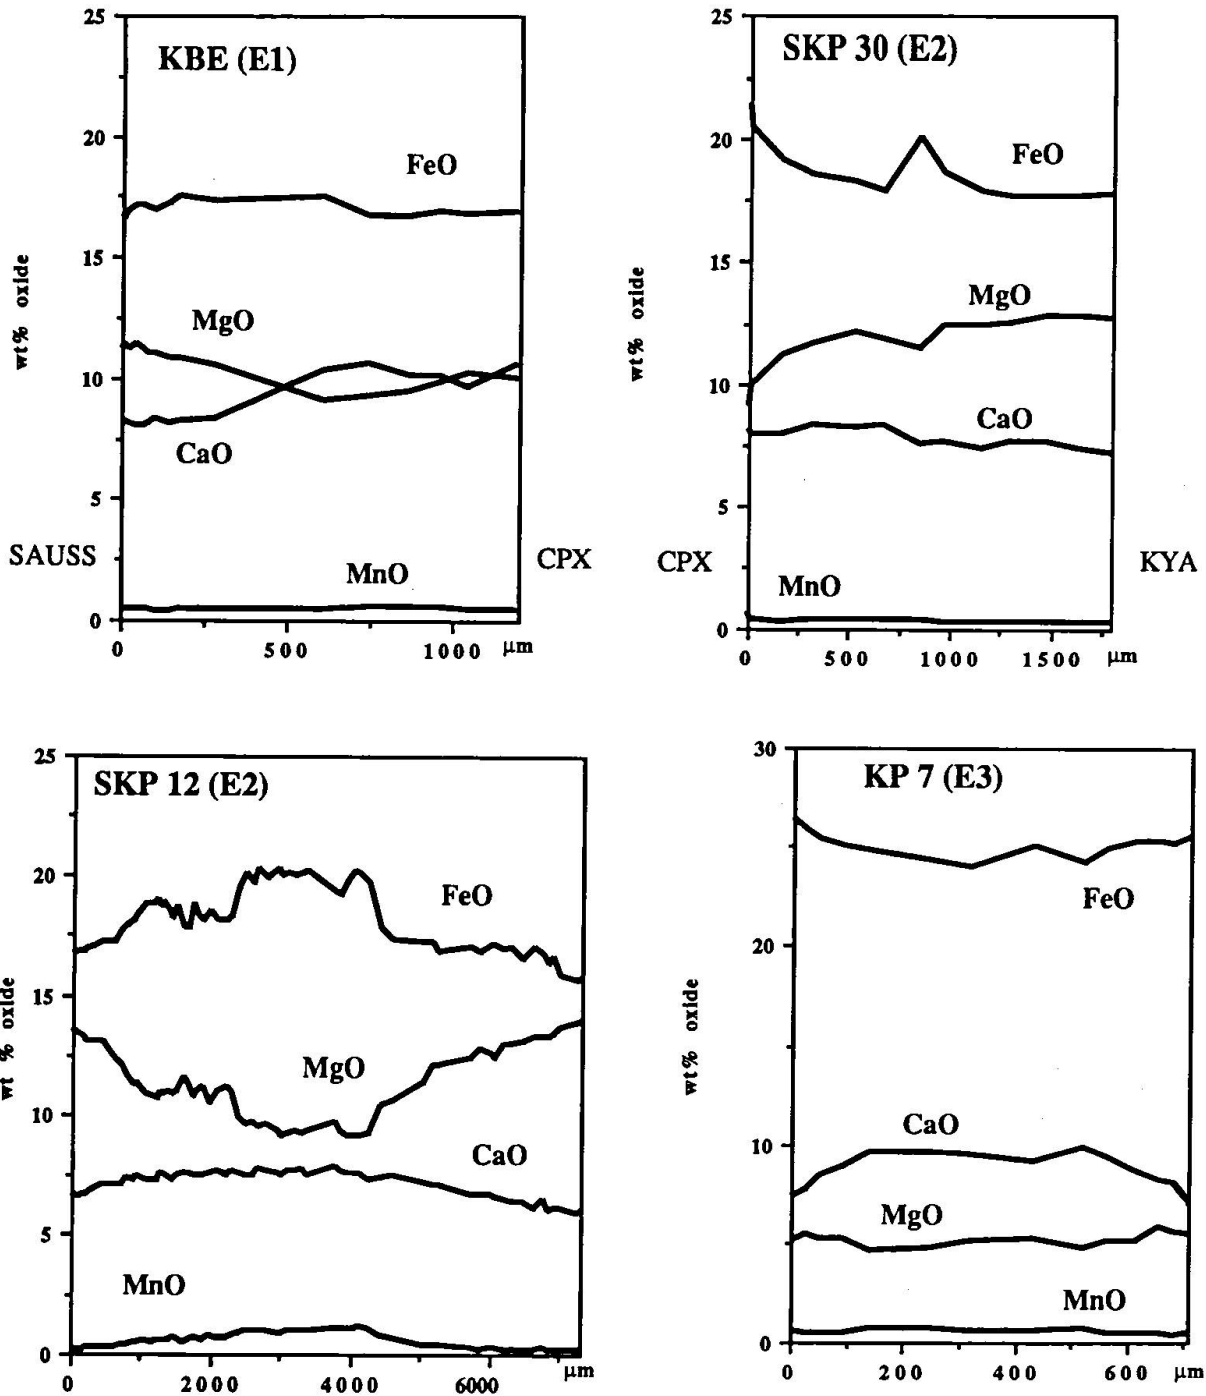 KBE (E1)
25
20
15
10
5
0
wt% oxide
FeO
MgO
CaO
MnO
SAUSS
CPX
0 500 1000 µm
SKP 30 (E2)
25
20
15
10
5
0
wt% oxide
FeO
MgO
CaO
MnO
CPX
KYA
0 500 1000 1500 µm
SKP 12 (E2)
25
20
15
10
5
0
wt % oxide
FeO
MgO
CaO
MnO
0 2000 4000 6000 µm
KP 7 (E3)
30
20
10
0
wt% oxide
FeO
CaO
MgO
MnO
0 200 400 600 µm